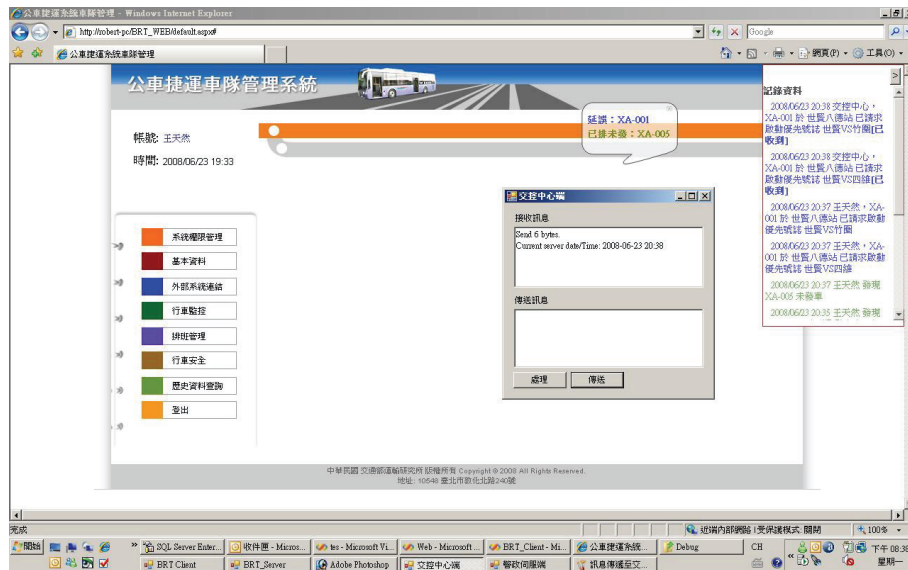 公車捷運系統車隊管理 - Windows Internet Explorer
http://robert-pc/BRT_WEB/default.aspx#
Google
公車捷運系統車隊管理
網頁(P)
工具(O)
公車捷運車隊管理系統
帳號: 王天然
時間: 2008/06/23 19:33
延誤：XA-001
已排未發：XA-005
系統權限管理
基本資料
外部系統連結
行車監控
排班管理
行車安全
歷史資料查詢
登出
交控中心端
接收訊息
Send 6 bytes.
Current server date/Time: 2008-06-23 20:38
傳送訊息
處理
傳送
記錄資料
2008/06/23 20:38 交控中心，
XA-001 於 世賢八德站 已請求
啟動優先號誌 世賢VS竹圍[已
收到]
2008/06/23 20:38 交控中心，
XA-001 於 世賢八德站 已請求
啟動優先號誌 世賢VS四維[已
收到]
2008/06/23 20:37 王天然，XA-
001 於 世賢八德站 已請求啟動
優先號誌 世賢VS竹圍
2008/06/23 20:37 王天然，XA-
001 於 世賢八德站 已請求啟動
優先號誌 世賢VS四維
2008/06/23 20:37 王天然 發現
XA-005 未發車
2008/06/23 20:35 王天然 發現
中華民國 交通部運輸研究所 版權所有 Copyright © 2008 All Rights Reserved.
地址: 10548 臺北市敦化北路240號
完成
近端內部網路 | 受保護模式: 關閉
100%
開始
SQL Server Enter...
收件匣 - Micros...
tes - Microsoft Vi...
Web - Microsoft ...
BRT_Client - Mi...
公車捷運系統...
Debug
CH
下午 08:38
BRT Client
BRT_Server
Adobe Photoshop
交控中心端
警政伺服端
訊息傳遞至交...
星期一